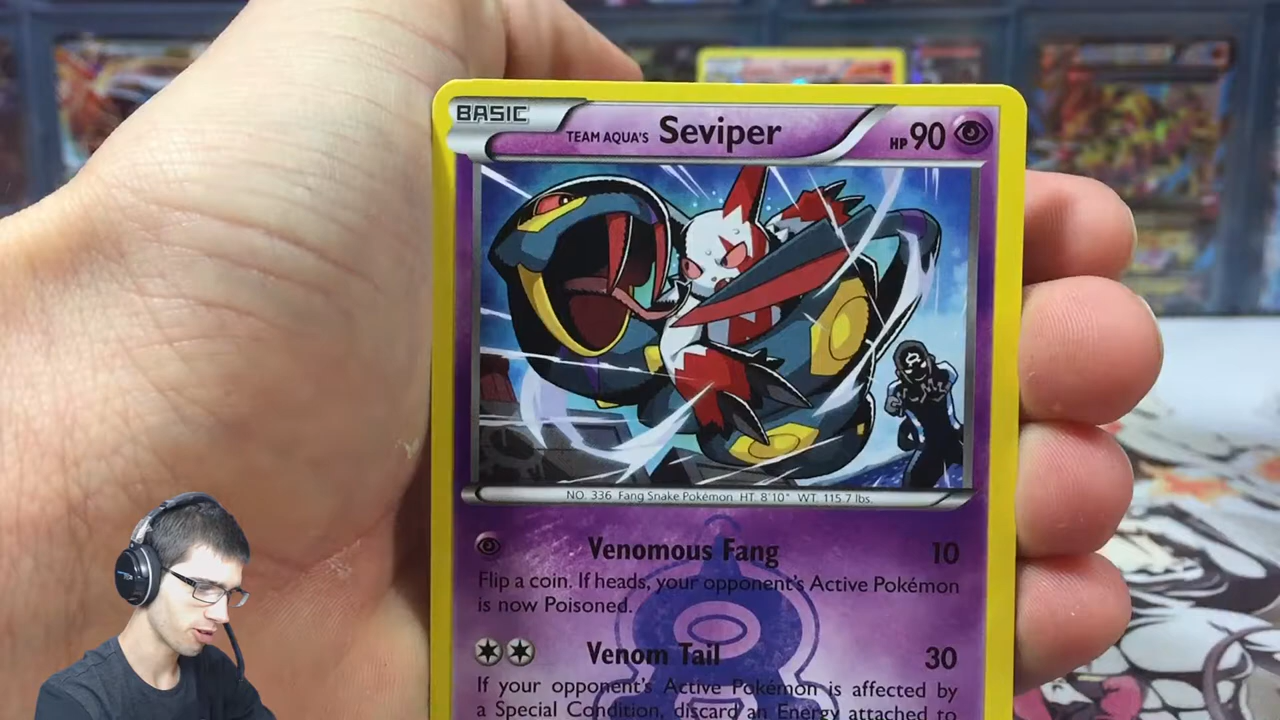 BASIC TEAM AQUA'S Seviper HP 90
NO. 336 Fang Snake Pokémon HT. 8'10" WT. 115.7 lbs.
Venomous Fang 10
Flip a coin. If heads, your opponent's Active Pokémon
is now Poisoned.
Venom Tail 30
If your opponent's Active Pokémon is affected by
a Special Condition, discard an Energy attached to